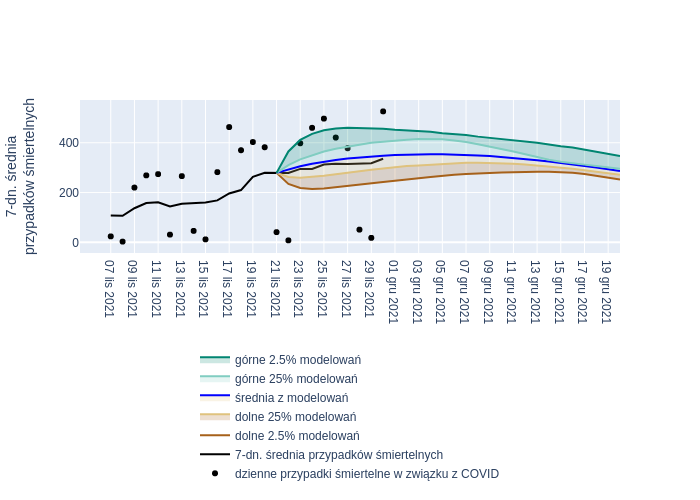 7-dn. średnia
przypadków śmiertelnych
400
200
0
07 lis 2021
09 lis 2021
11 lis 2021
13 lis 2021
15 lis 2021
17 lis 2021
19 lis 2021
21 lis 2021
23 lis 2021
25 lis 2021
27 lis 2021
29 lis 2021
01 gru 2021
03 gru 2021
05 gru 2021
07 gru 2021
09 gru 2021
11 gru 2021
13 gru 2021
15 gru 2021
17 gru 2021
19 gru 2021
górne 2.5% modelowań
górne 25% modelowań
średnia z modelowań
dolne 25% modelowań
dolne 2.5% modelowań
7-dn. średnia przypadków śmiertelnych
dzienne przypadki śmiertelne w związku z COVID